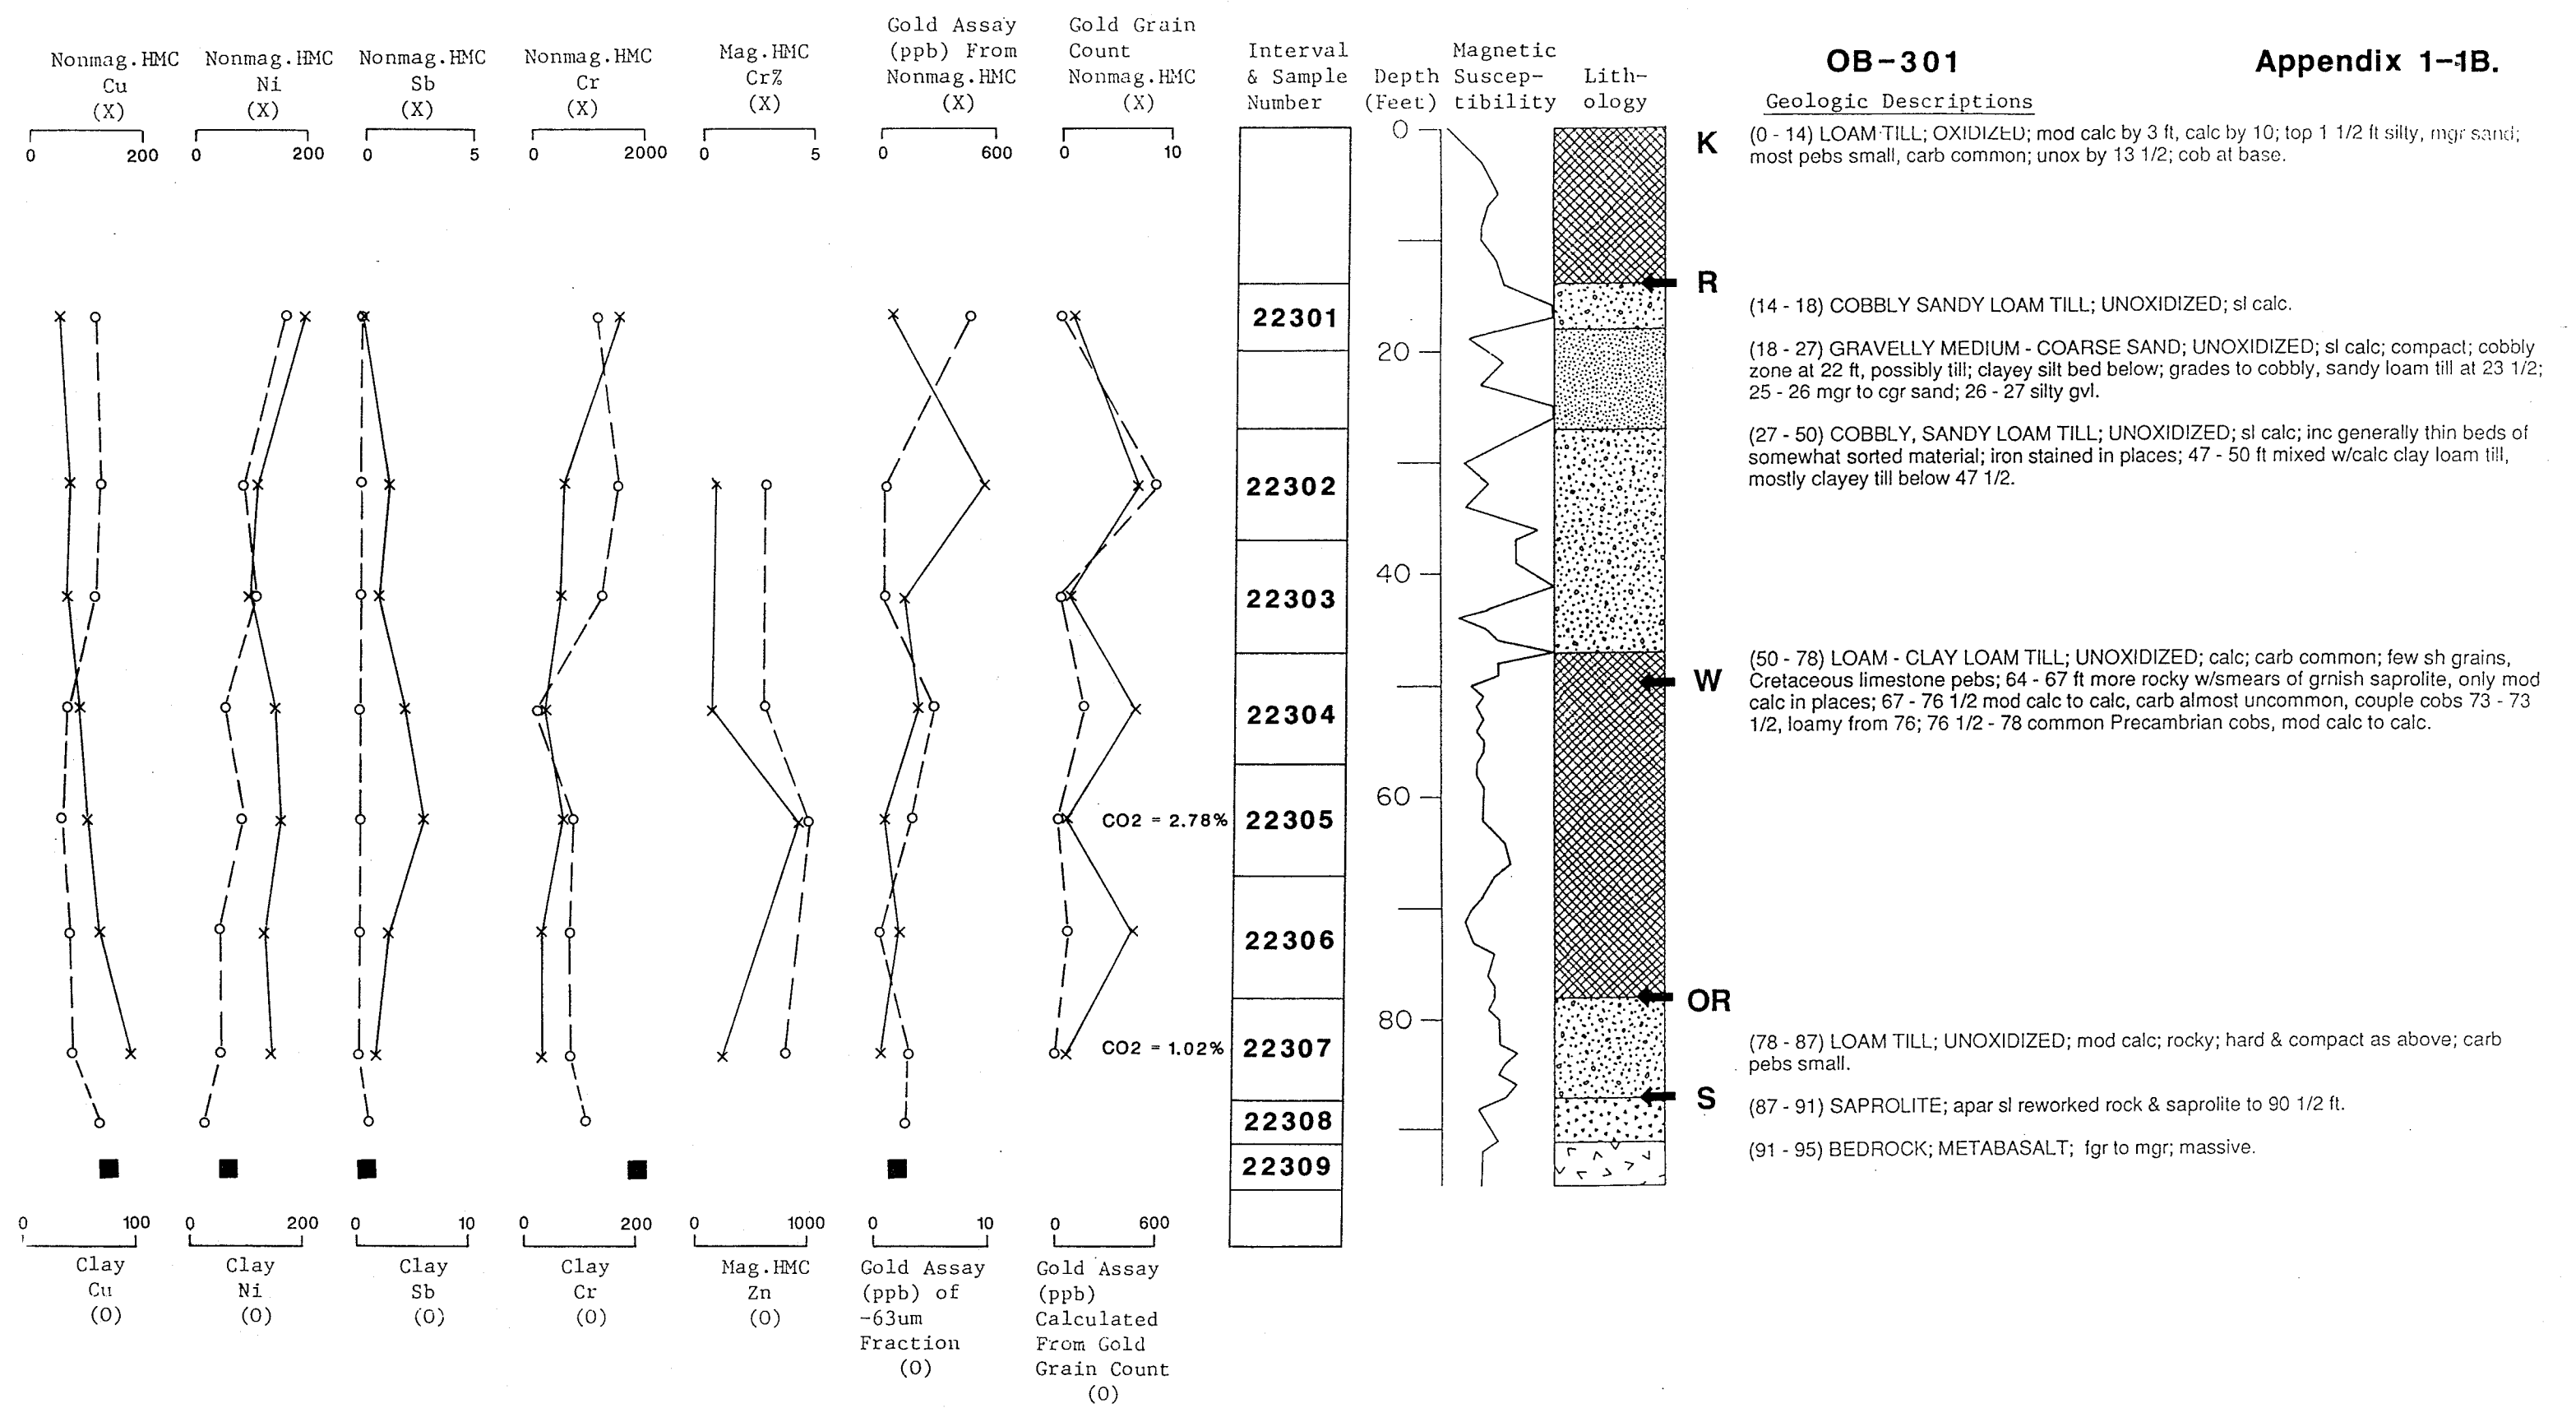 OB-301
Appendix 1-1B.
Nonmag.HMC
Cu
(X)
0 200
Nonmag.HMC
Ni
(X)
0 200
Nonmag.HMC
Sb
(X)
0 5
Nonmag.HMC
Cr
(X)
0 2000
Mag.HMC
Cr%
(X)
0 5
Gold Assay
(ppb) From
Nonmag.HMC
(X)
0 600
Gold Grain
Count
Nonmag.HMC
(X)
0 10
Interval
& Sample
Number
Depth
(Feet)
Magnetic
Suscep-
tibility
Lith-
ology
Geologic Descriptions
0
20
40
60
80
22301
22302
22303
22304
CO2 = 2.78%
22305
22306
CO2 = 1.02%
22307
22308
22309
K
(0 - 14) LOAM TILL; OXIDIZED; mod calc by 3 ft, calc by 10; top 1 1/2 ft silty, mgr sand;
most pebs small, carb common; unox by 13 1/2; cob at base.
R
(14 - 18) COBBLY SANDY LOAM TILL; UNOXIDIZED; sl calc.
(18 - 27) GRAVELLY MEDIUM - COARSE SAND; UNOXIDIZED; sl calc; compact; cobbly
zone at 22 ft, possibly till; clayey silt bed below; grades to cobbly, sandy loam till at 23 1/2;
25 - 26 mgr to cgr sand; 26 - 27 silty gvl.
(27 - 50) COBBLY, SANDY LOAM TILL; UNOXIDIZED; sl calc; inc generally thin beds of
somewhat sorted material; iron stained in places; 47 - 50 ft mixed w/calc clay loam till,
mostly clayey till below 47 1/2.
W
(50 - 78) LOAM - CLAY LOAM TILL; UNOXIDIZED; calc; carb common; few sh grains,
Cretaceous limestone pebs; 64 - 67 ft more rocky w/smears of grnish saprolite, only mod
calc in places; 67 - 76 1/2 mod calc to calc, carb almost uncommon, couple cobs 73 - 73
1/2, loamy from 76; 76 1/2 - 78 common Precambrian cobs, mod calc to calc.
OR
(78 - 87) LOAM TILL; UNOXIDIZED; mod calc; rocky; hard & compact as above; carb
pebs small.
S
(87 - 91) SAPROLITE; apar sl reworked rock & saprolite to 90 1/2 ft.
(91 - 95) BEDROCK; METABASALT; fgr to mgr; massive.
0 100
Clay
Cu
(O)
0 200
Clay
Ni
(O)
0 10
Clay
Sb
(O)
0 200
Clay
Cr
(O)
0 1000
Mag.HMC
Zn
(O)
0 10
Gold Assay
(ppb) of
-63um
Fraction
(O)
0 600
Gold Assay
(ppb)
Calculated
From Gold
Grain Count
(O)